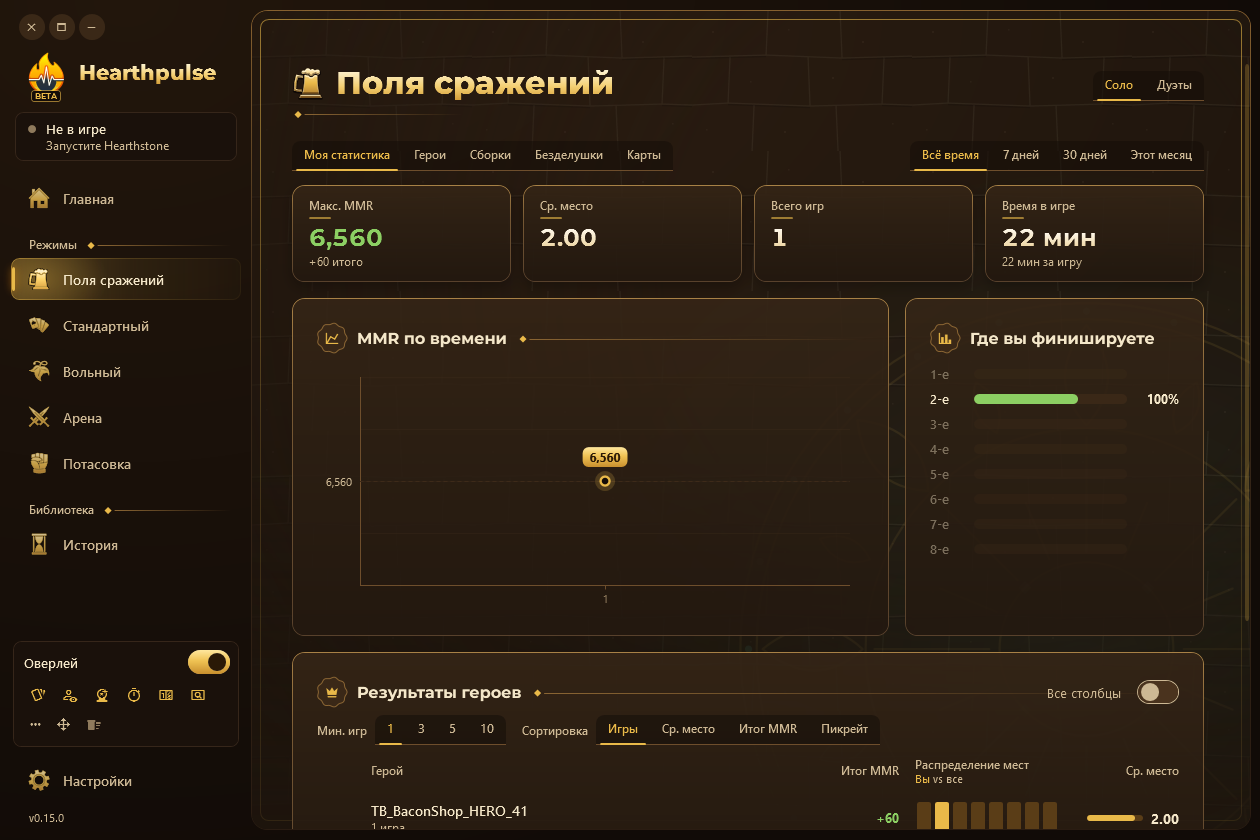 Hearthpulse
BETA
Не в игре
Запустите Hearthstone
Главная
Режимы
Поля сражений
Стандартный
Вольный
Арена
Потасовка
Библиотека
История
Оверлей
Настройки
v0.15.0
Поля сражений
Соло Дуэты
Моя статистика Герои Сборки Безделушки Карты
Всё время 7 дней 30 дней Этот месяц
Макс. MMR
6,560
+60 итого
Ср. место
2.00
Всего игр
1
Время в игре
22 мин
22 мин за игру
MMR по времени
6,560
6,560
1
Где вы финишируете
1-е
2-е 100%
3-е
4-е
5-е
6-е
7-е
8-е
Результаты героев
Все столбцы
Мин. игр 1 3 5 10 Сортировка Игры Ср. место Итог MMR Пикрейт
Герой Итог MMR Распределение мест Ср. место
Вы vs все
TB_BaconShop_HERO_41 +60 2.00
1 игра